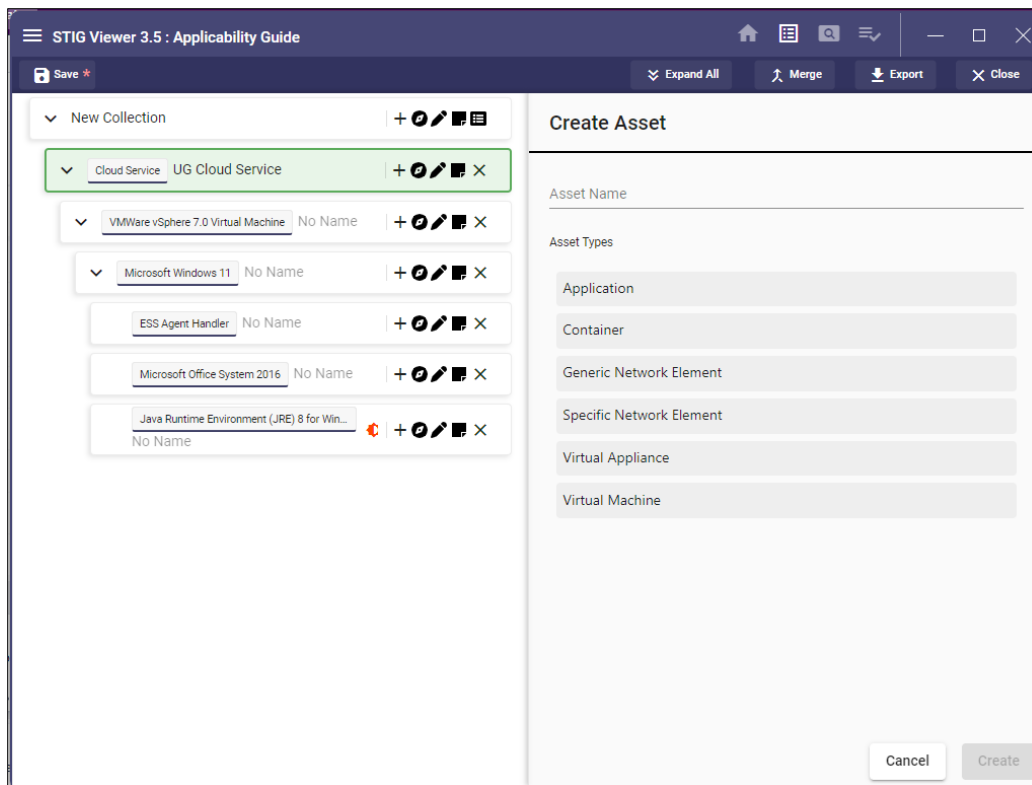 STIG Viewer 3.5 : Applicability Guide
Save *
Expand All
Merge
Export
Close
New Collection
Cloud Service UG Cloud Service
VMWare vSphere 7.0 Virtual Machine No Name
Microsoft Windows 11 No Name
ESS Agent Handler No Name
Microsoft Office System 2016 No Name
Java Runtime Environment (JRE) 8 for Win...
No Name
Create Asset
Asset Name
Asset Types
Application
Container
Generic Network Element
Specific Network Element
Virtual Appliance
Virtual Machine
Cancel
Create